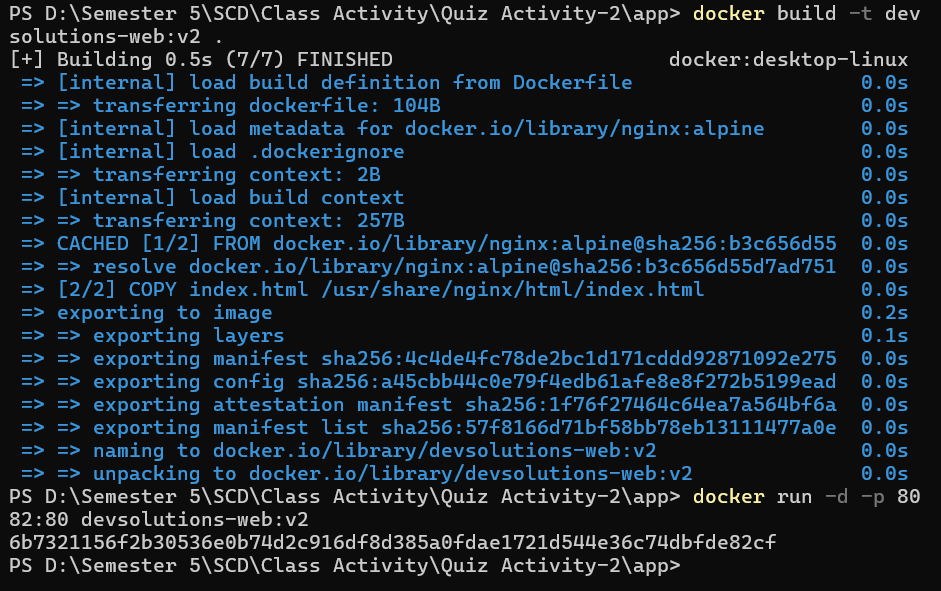 PS D:\Semester 5\SCD\Class Activity\Quiz Activity-2\app> docker build -t dev
solutions-web:v2 .
[+] Building 0.5s (7/7) FINISHED docker:desktop-linux
=> [internal] load build definition from Dockerfile 0.0s
=> => transferring dockerfile: 104B 0.0s
=> [internal] load metadata for docker.io/library/nginx:alpine 0.0s
=> [internal] load .dockerignore 0.0s
=> => transferring context: 2B 0.0s
=> [internal] load build context 0.0s
=> => transferring context: 257B 0.0s
=> CACHED [1/2] FROM docker.io/library/nginx:alpine@sha256:b3c656d55 0.0s
=> => resolve docker.io/library/nginx:alpine@sha256:b3c656d55d7ad751 0.0s
=> [2/2] COPY index.html /usr/share/nginx/html/index.html 0.0s
=> exporting to image 0.2s
=> => exporting layers 0.1s
=> => exporting manifest sha256:4c4de4fc78de2bc1d171cddd92871092e275 0.0s
=> => exporting config sha256:a45cbb44c0e79f4edb61afe8e8f272b5199ead 0.0s
=> => exporting attestation manifest sha256:1f76f27464c64ea7a564bf6a 0.0s
=> => exporting manifest list sha256:57f8166d71bf58bb78eb13111477a0e 0.0s
=> => naming to docker.io/library/devsolutions-web:v2 0.0s
=> => unpacking to docker.io/library/devsolutions-web:v2 0.0s
PS D:\Semester 5\SCD\Class Activity\Quiz Activity-2\app> docker run -d -p 80
82:80 devsolutions-web:v2
6b7321156f2b30536e0b74d2c916df8d385a0fdae1721d544e36c74dbfde82cf
PS D:\Semester 5\SCD\Class Activity\Quiz Activity-2\app>